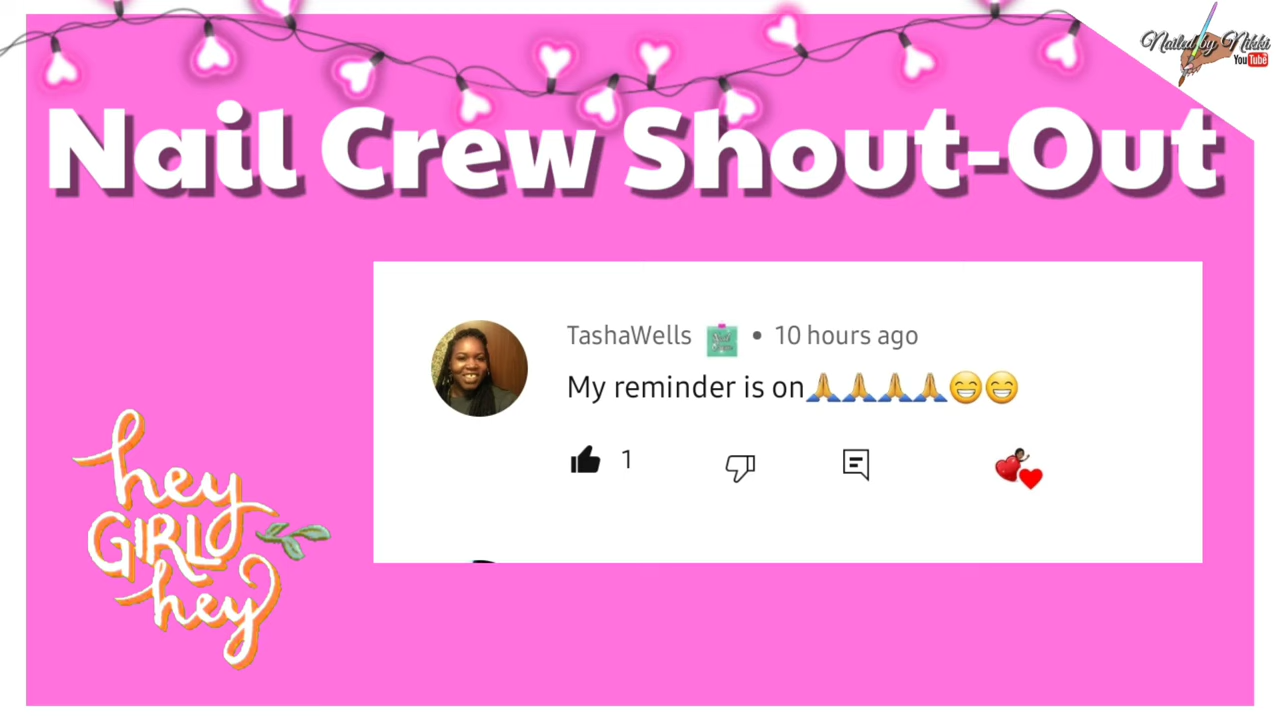 Nailed by Nikki
YouTube
Nail Crew Shout-Out
TashaWells • 10 hours ago
My reminder is on🙏🙏🙏🙏😁😁
1
hey
GIRL
hey